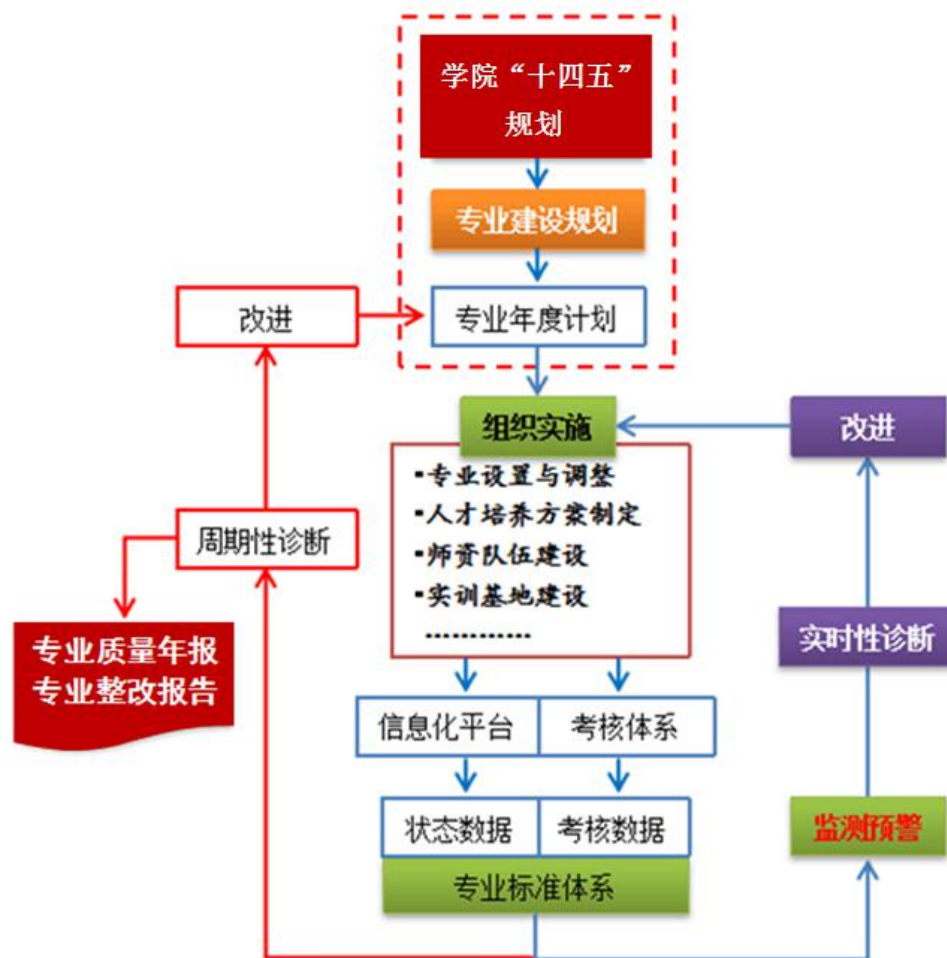 学院“十四五”
规划
专业建设规划
专业年度计划
改进
组织实施
改进
▪专业设置与调整
▪人才培养方案制定
▪师资队伍建设
▪实训基地建设
…………
周期性诊断
实时性诊断
专业质量年报
专业整改报告
信息化平台
考核体系
状态数据
考核数据
监测预警
专业标准体系